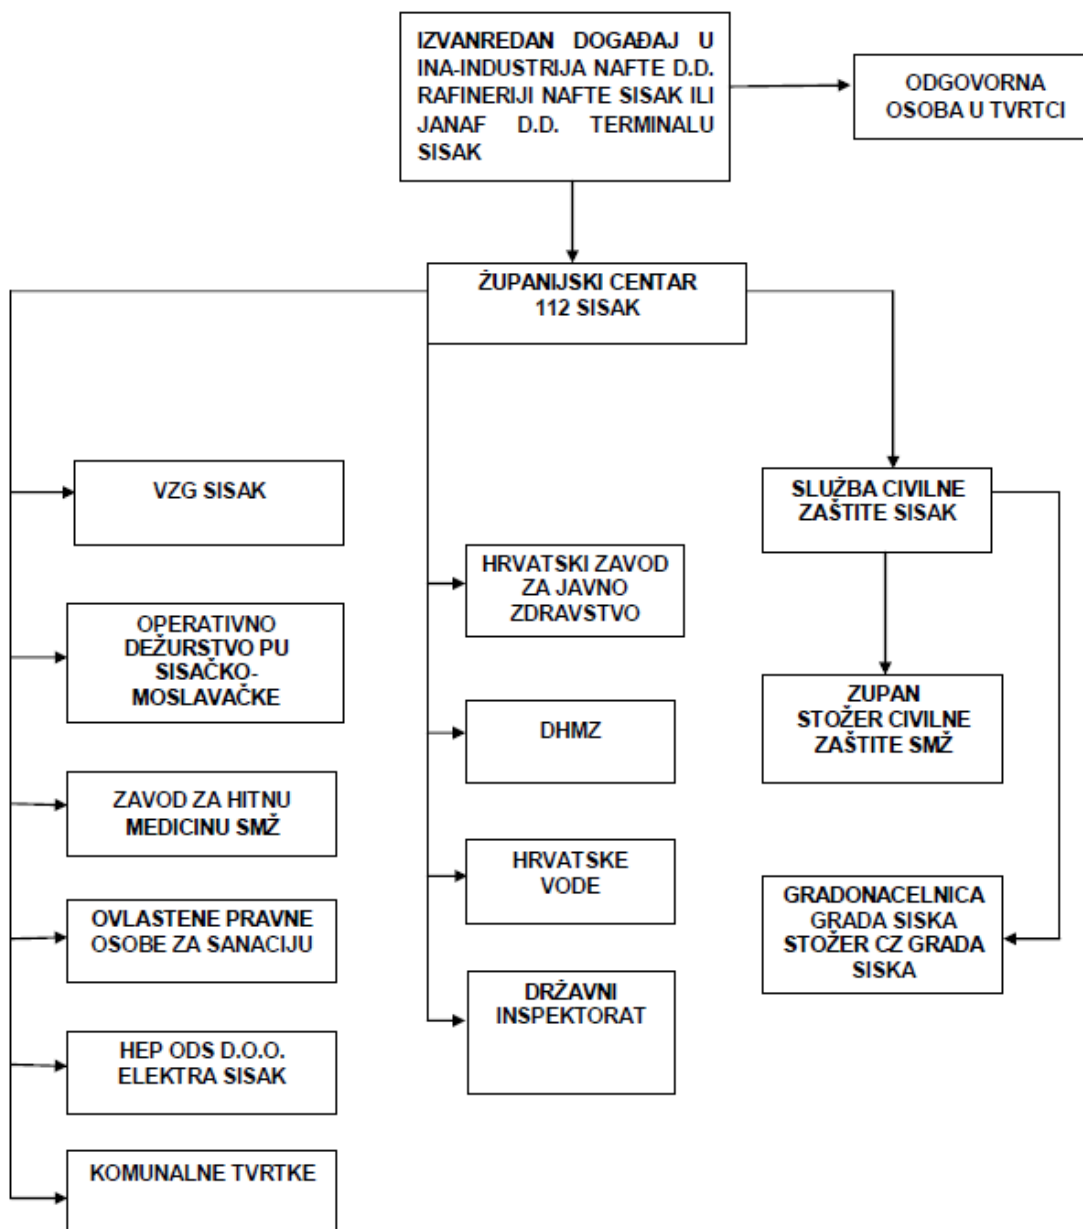 IZVANREDAN DOGAĐAJ U
INA-INDUSTRIJA NAFTE D.D.
RAFINERIJI NAFTE SISAK ILI
JANAF D.D. TERMINALU
SISAK
ODGOVORNA
OSOBA U TVRTCI
ŽUPANIJSKI CENTAR
112 SISAK
VZG SISAK
OPERATIVNO
DEŽURSTVO PU
SISAČKO-
MOSLAVAČKE
ZAVOD ZA HITNU
MEDICINU SMŽ
OVLASTENE PRAVNE
OSOBE ZA SANACIJU
HEP ODS D.O.O.
ELEKTRA SISAK
KOMUNALNE TVRTKE
HRVATSKI ZAVOD
ZA JAVNO
ZDRAVSTVO
DHMZ
HRVATSKE
VODE
DRŽAVNI
INSPEKTORAT
SLUŽBA CIVILNE
ZAŠTITE SISAK
ZUPAN
STOŽER CIVILNE
ZAŠTITE SMŽ
GRADONACELNICA
GRADA SISKA
STOŽER CZ GRADA
SISKA